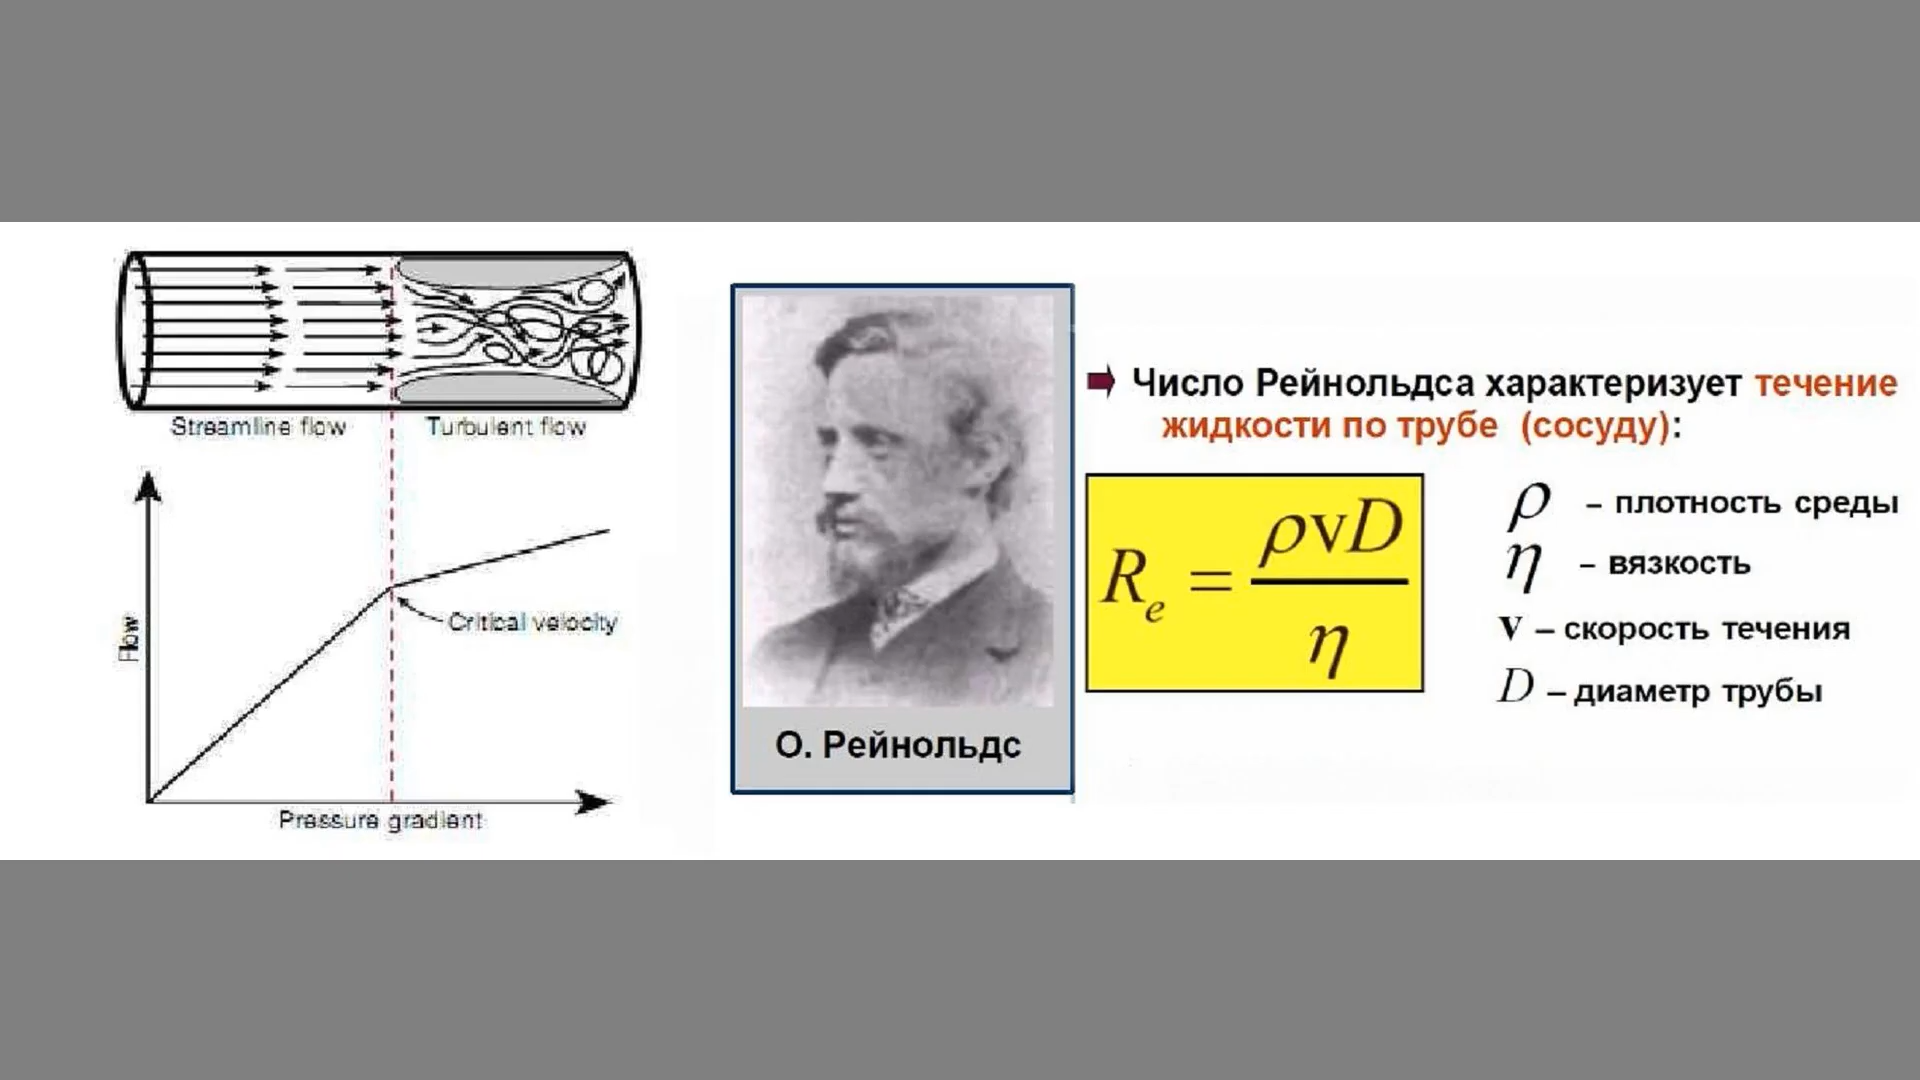 Streamline flow
Turbulent flow
Flow
Critical velocity
Pressure gradient
О. Рейнольдс
Число Рейнольдса характеризует течение
жидкости по трубе (сосуду):
R_e = ρvD / η
ρ – плотность среды
η – вязкость
v – скорость течения
D – диаметр трубы